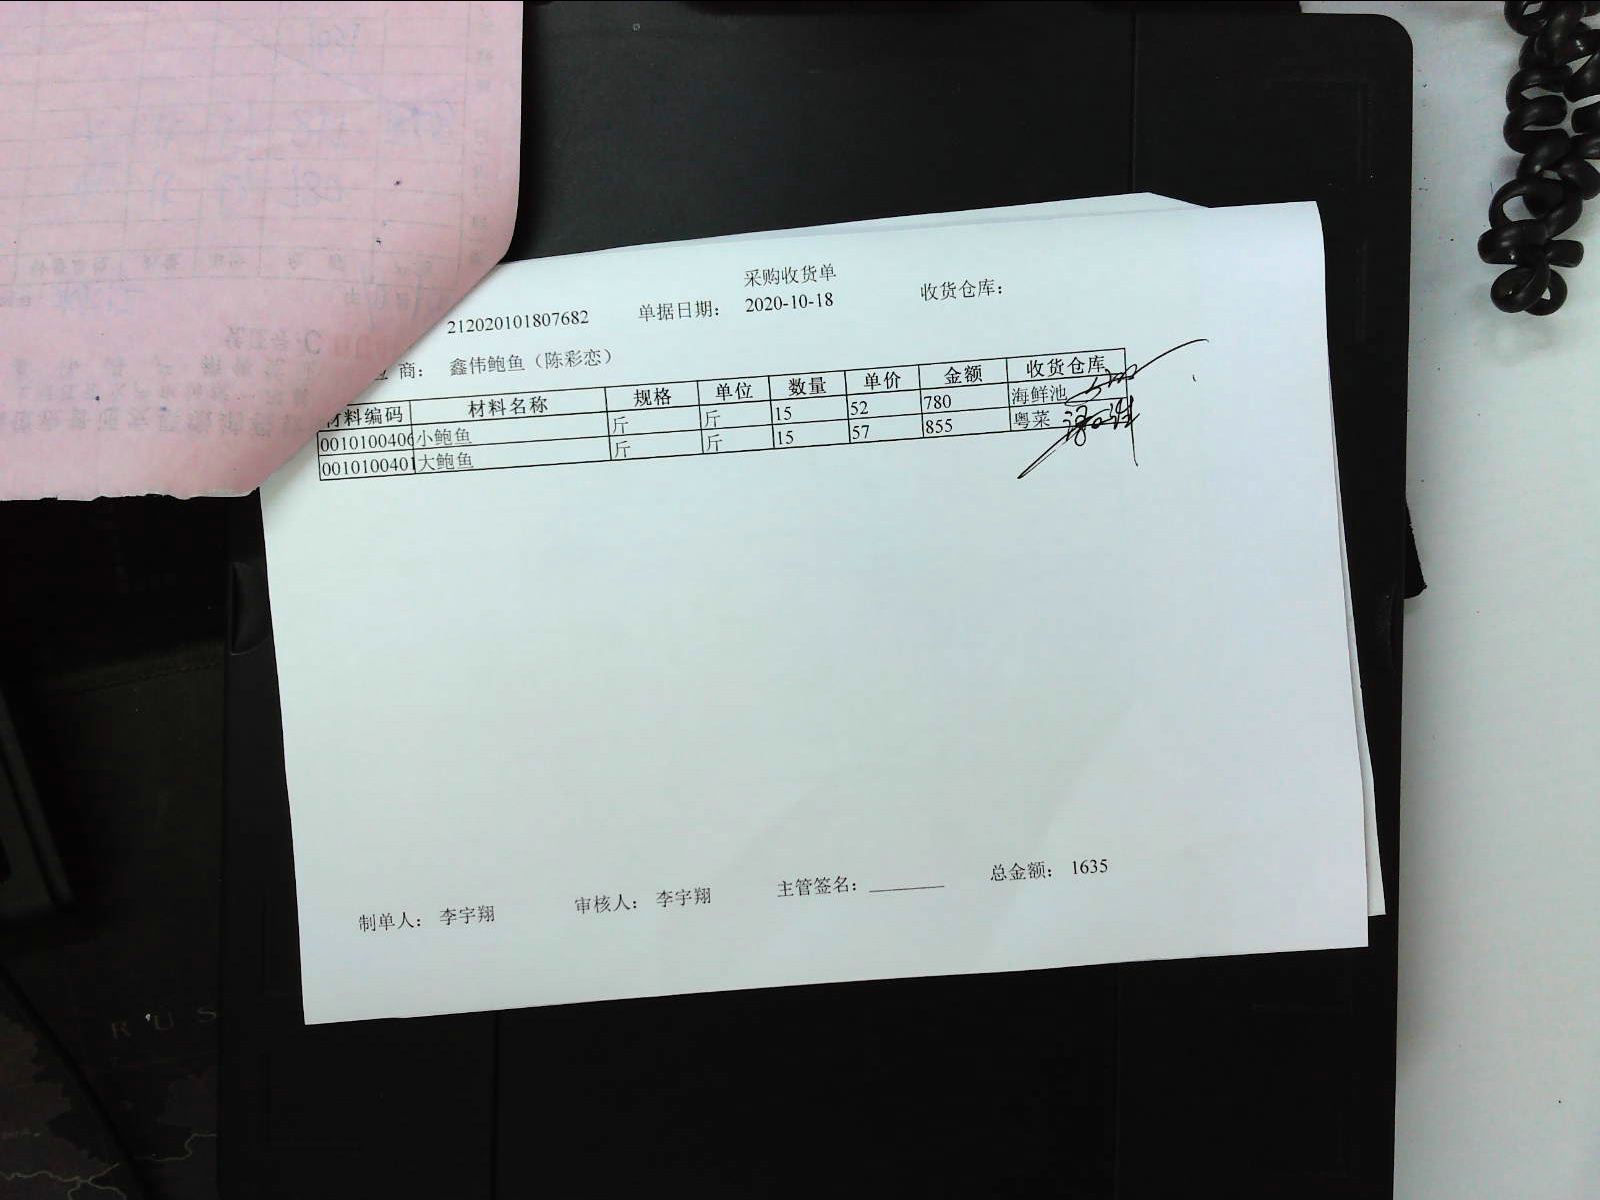 采购收货单
212020101807682 单据日期: 2020-10-18 收货仓库:
商: 鑫伟鲍鱼（陈彩恋）
材料编码 材料名称 规格 单位 数量 单价 金额 收货仓库
0010100406 小鲍鱼 斤 斤 15 52 780 海鲜池
0010100401 大鲍鱼 斤 斤 15 57 855 粤菜
制单人: 李宇翔 审核人: 李宇翔 主管签名: 总金额: 1635
RUS